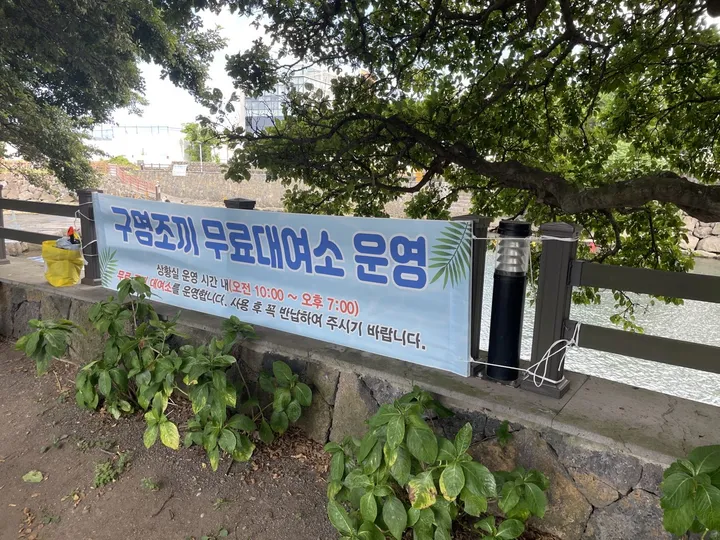 구명조끼 무료대여소 운영
상황실 운영 시간 내(오전 10:00 ~ 오후 7:00)
무료 대여소를 운영합니다. 사용 후 꼭 반납하여 주시기 바랍니다.